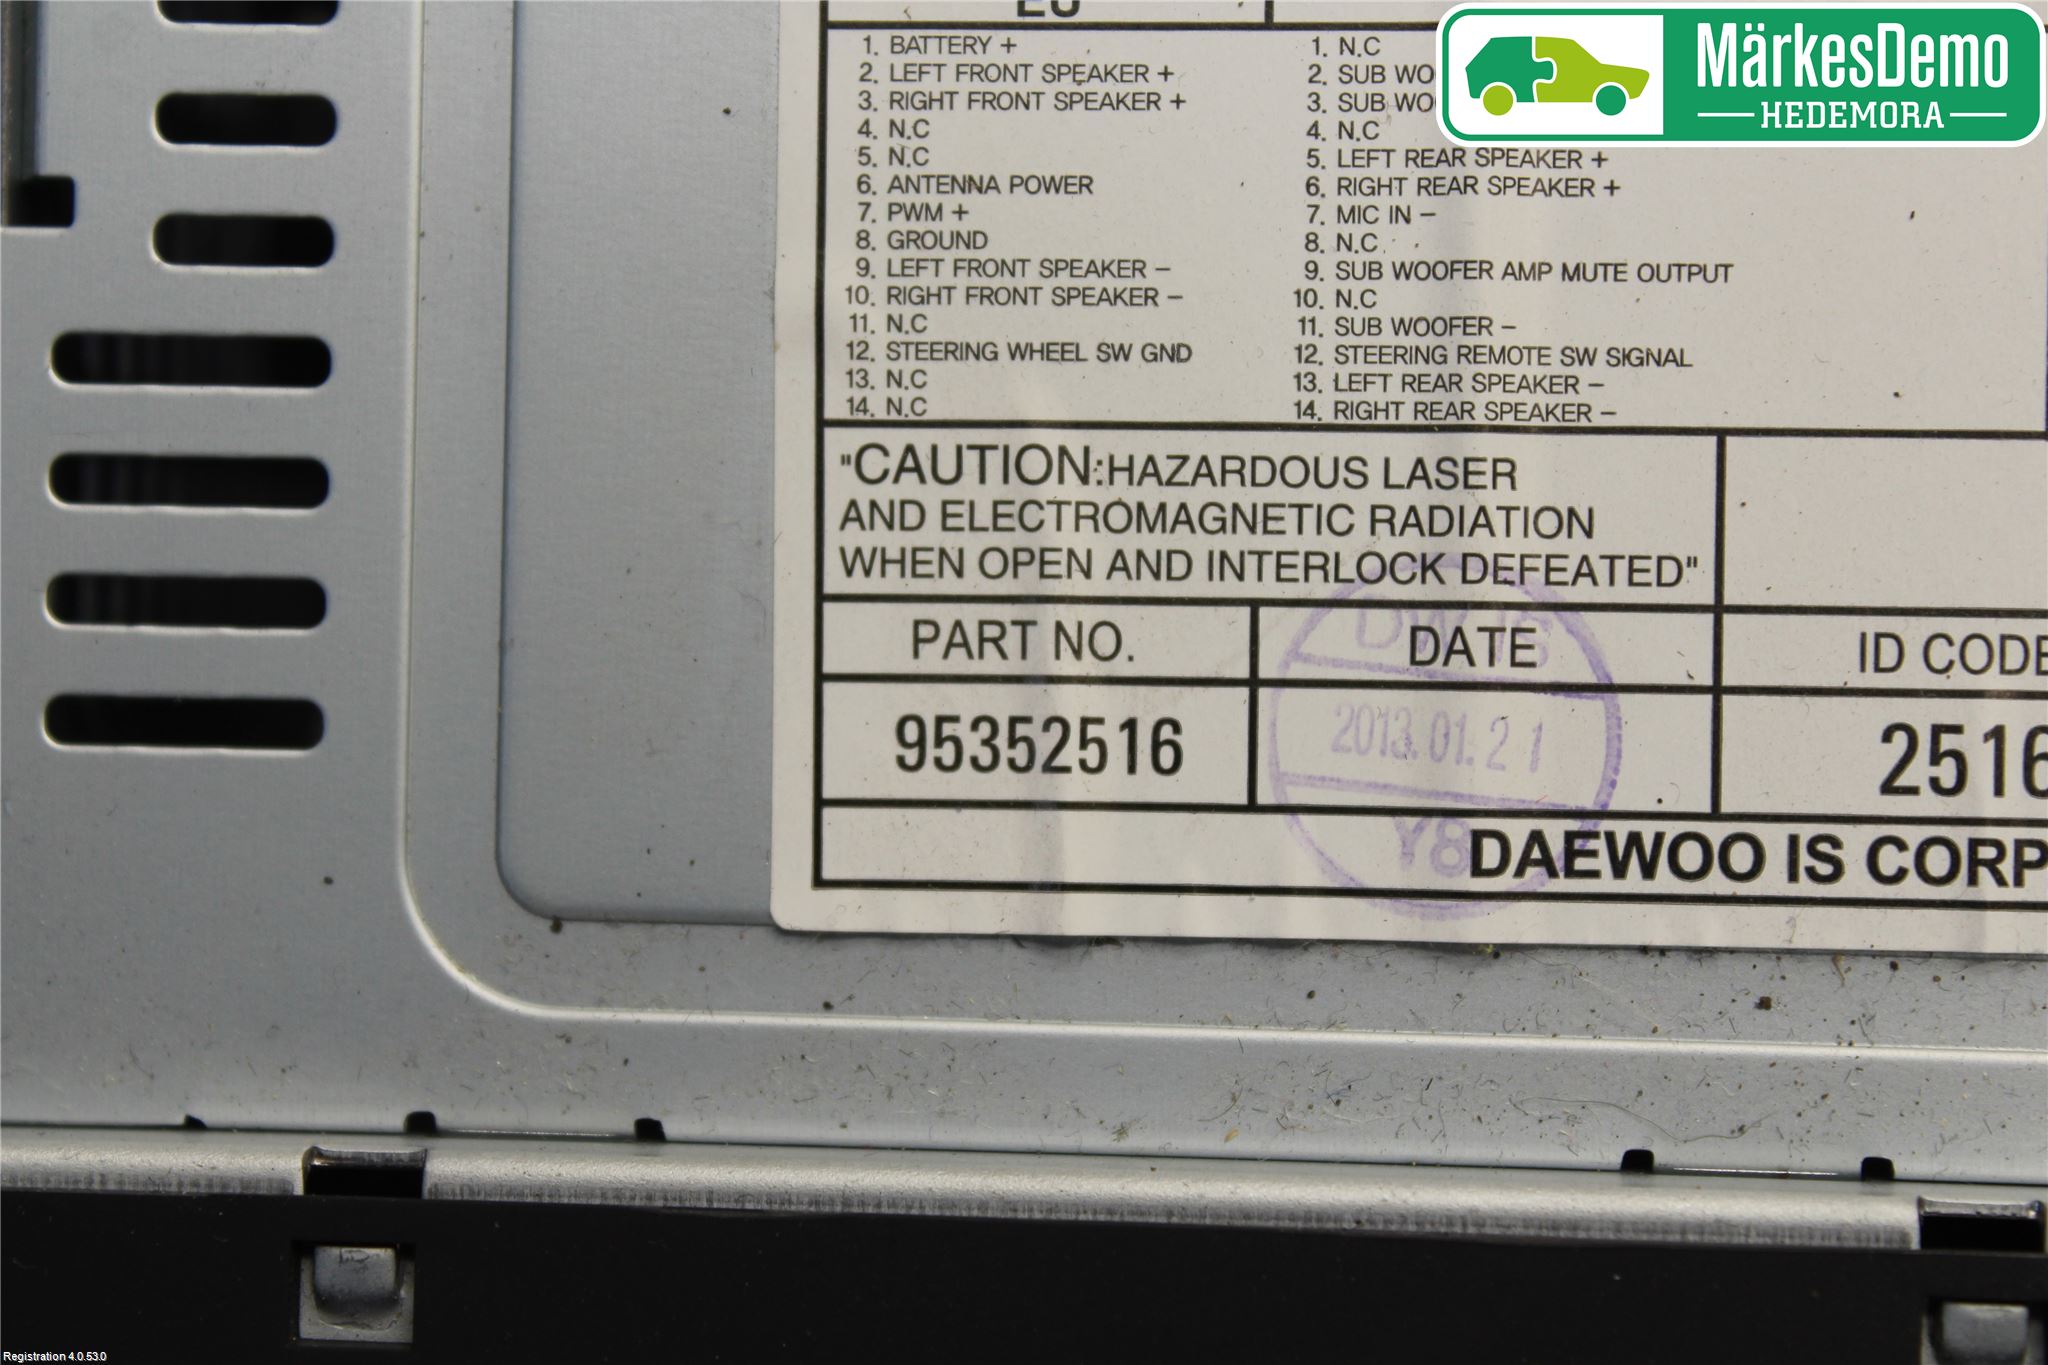 EU
1. BATTERY +
2. LEFT FRONT SPEAKER +
3. RIGHT FRONT SPEAKER +
4. N.C
5. N.C
6. ANTENNA POWER
7. PWM +
8. GROUND
9. LEFT FRONT SPEAKER –
10. RIGHT FRONT SPEAKER –
11. N.C
12. STEERING WHEEL SW GND
13. N.C
14. N.C
1. N.C
2. SUB WO
3. SUB WO
4. N.C
5. LEFT REAR SPEAKER +
6. RIGHT REAR SPEAKER +
7. MIC IN –
8. N.C
9. SUB WOOFER AMP MUTE OUTPUT
10. N.C
11. SUB WOOFER –
12. STEERING REMOTE SW SIGNAL
13. LEFT REAR SPEAKER –
14. RIGHT REAR SPEAKER –
MärkesDemo
HEDEMORA
"CAUTION:HAZARDOUS LASER
AND ELECTROMAGNETIC RADIATION
WHEN OPEN AND INTERLOCK DEFEATED"
PART NO. DATE ID CODE
95352516 2013.01.21 2516
Y8
DAEWOO IS CORP
Registration 4.0.53.0